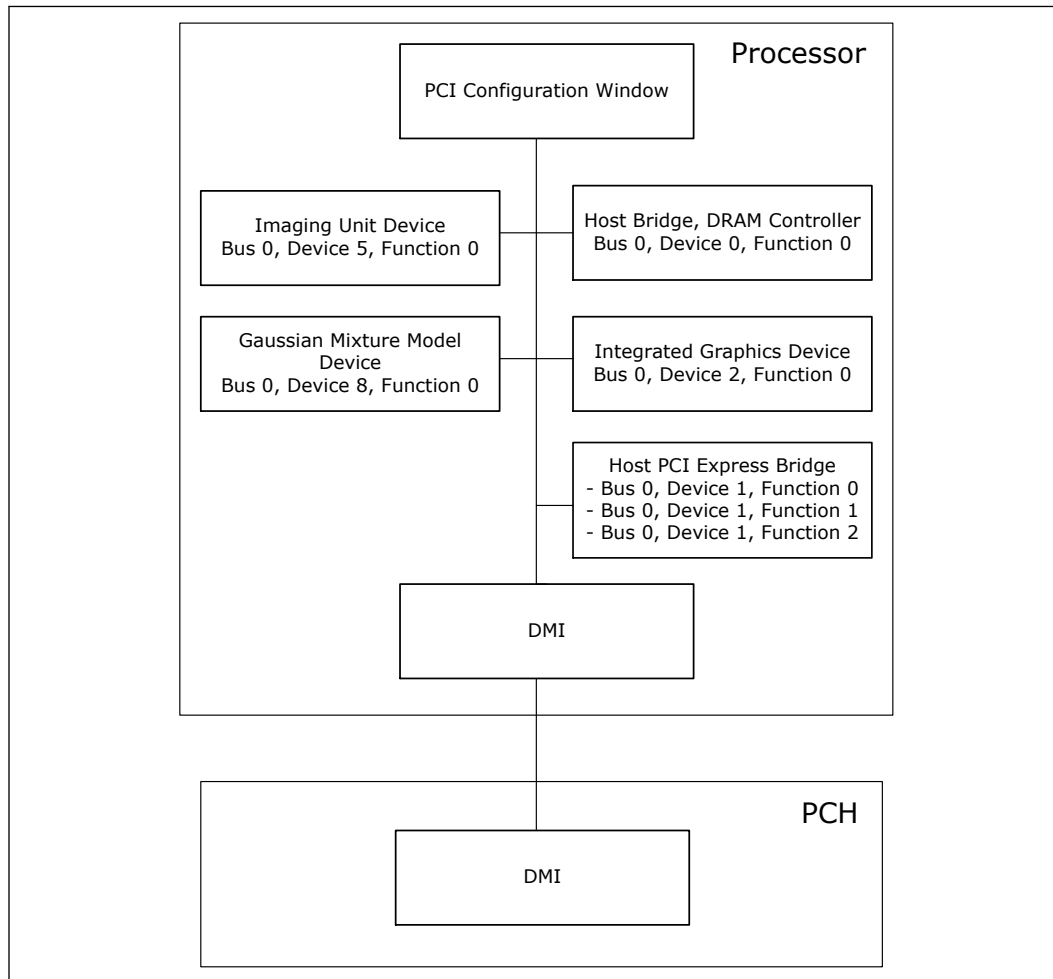 Processor
PCI Configuration Window
Imaging Unit Device
Bus 0, Device 5, Function 0
Host Bridge, DRAM Controller
Bus 0, Device 0, Function 0
Gaussian Mixture Model
Device
Bus 0, Device 8, Function 0
Integrated Graphics Device
Bus 0, Device 2, Function 0
Host PCI Express Bridge
- Bus 0, Device 1, Function 0
- Bus 0, Device 1, Function 1
- Bus 0, Device 1, Function 2
DMI
PCH
DMI